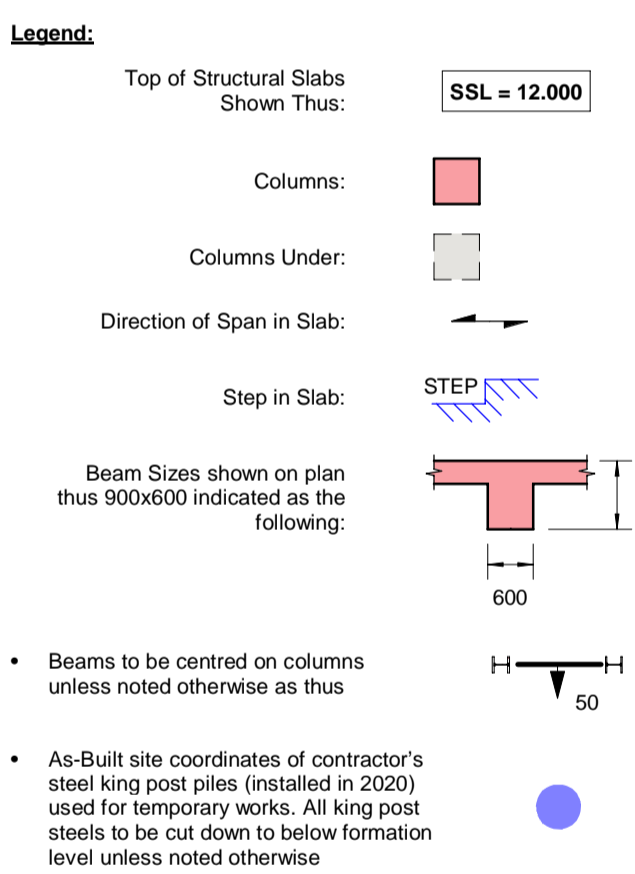 Legend:
Top of Structural Slabs
Shown Thus:
SSL = 12.000
Columns:
Columns Under:
Direction of Span in Slab:
Step in Slab:
STEP
Beam Sizes shown on plan
thus 900x600 indicated as the
following:
600
• Beams to be centred on columns
unless noted otherwise as thus
50
• As-Built site coordinates of contractor's
steel king post piles (installed in 2020)
used for temporary works. All king post
steels to be cut down to below formation
level unless noted otherwise